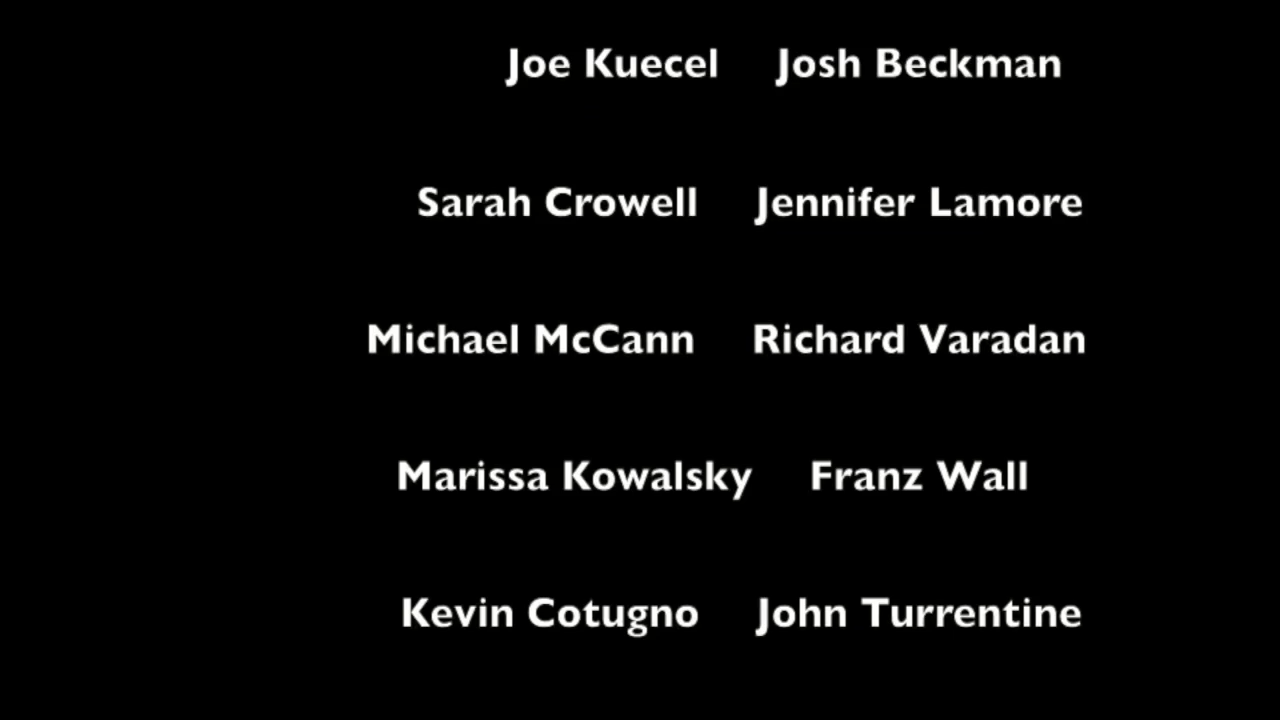 Joe Kuecel Josh Beckman
Sarah Crowell Jennifer Lamore
Michael McCann Richard Varadan
Marissa Kowalsky Franz Wall
Kevin Cotugno John Turrentine